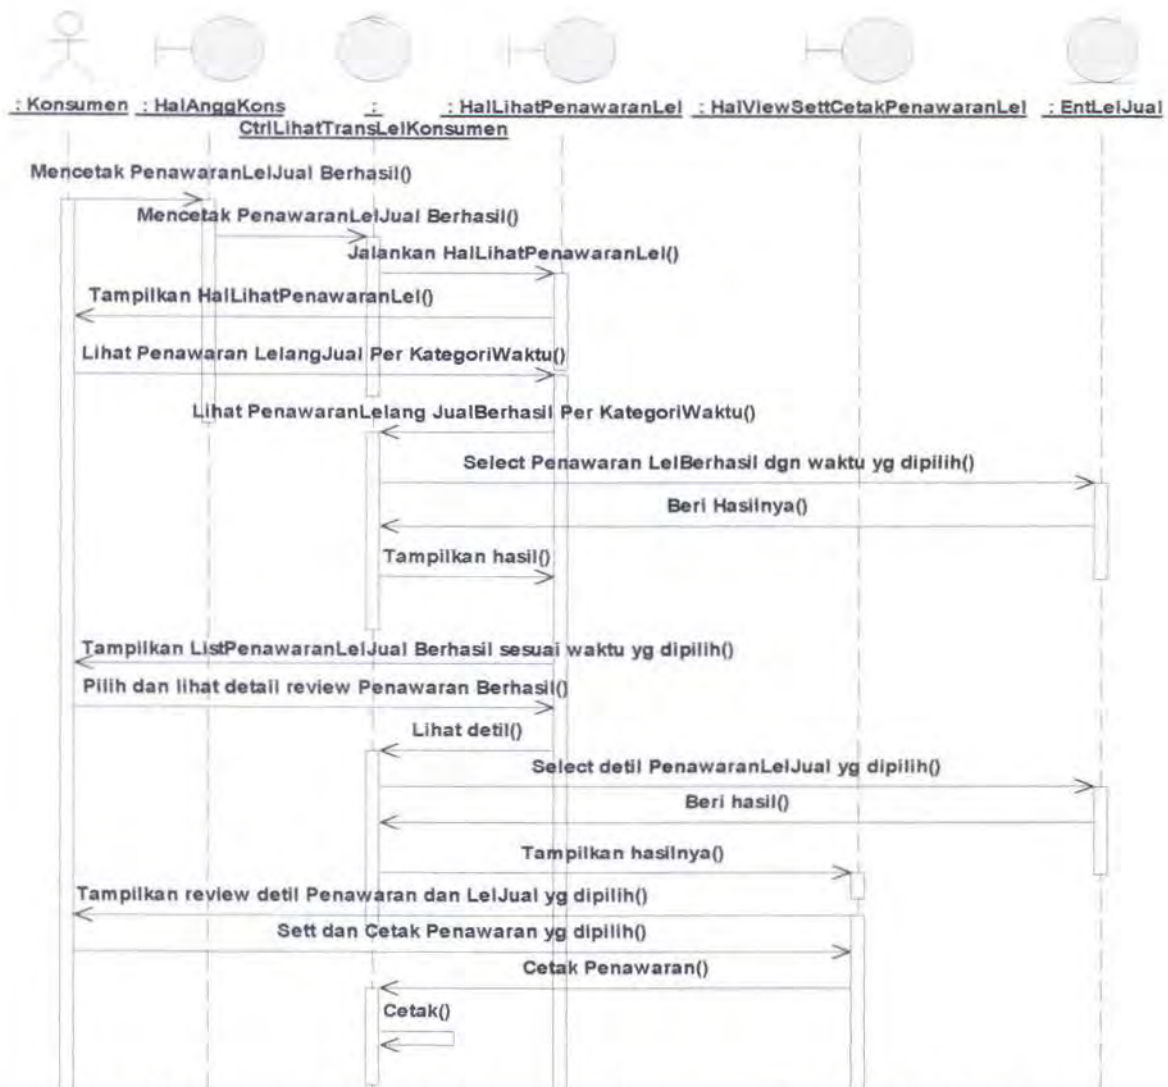 : Konsumen : HalAnggKons : : HalLihatPenawaranLel : HalViewSettCetakPenawaranLel : EntLelJual
CtrlLihatTransLelKonsumen
Mencetak PenawaranLelJual Berhasil()
Mencetak PenawaranLelJual Berhasil()
Jalankan HalLihatPenawaranLel()
Tampilkan HalLihatPenawaranLel()
Lihat Penawaran LelangJual Per KategoriWaktu()
Lihat PenawaranLelang JualBerhasil Per KategoriWaktu()
Select Penawaran LelBerhasil dgn waktu yg dipilih()
Beri Hasilnya()
Tampilkan hasil()
Tampilkan ListPenawaranLelJual Berhasil sesuai waktu yg dipilih()
Pilih dan lihat detail review Penawaran Berhasil()
Lihat detil()
Select detil PenawaranLelJual yg dipilih()
Beri hasil()
Tampilkan hasilnya()
Tampilkan review detil Penawaran dan LelJual yg dipilih()
Sett dan Cetak Penawaran yg dipilih()
Cetak Penawaran()
Cetak()